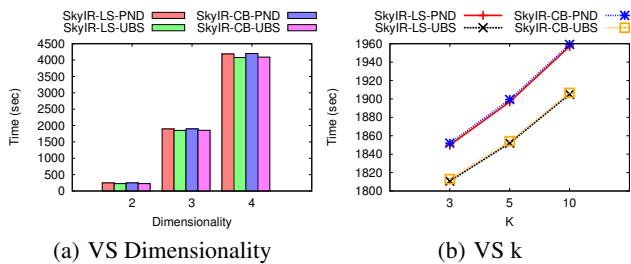 SkyIR-LS-PND SkyIR-CB-PND
SkyIR-LS-UBS SkyIR-CB-UBS
4500
4000
3500
3000
2500
2000
1500
1000
500
0
Time (sec)
2 3 4
Dimensionality
(a) VS Dimensionality
SkyIR-LS-PND SkyIR-CB-PND
SkyIR-LS-UBS SkyIR-CB-UBS
1960
1940
1920
1900
1880
1860
1840
1820
1800
Time (sec)
3 5 10
K
(b) VS k